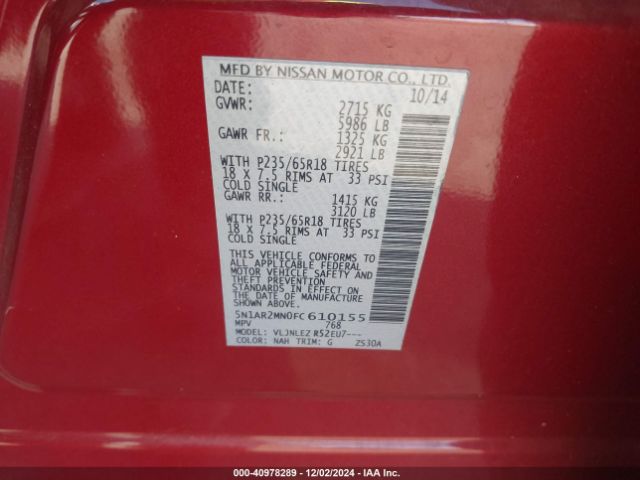 MFD BY NISSAN MOTOR CO., LTD.
DATE: 10/14
GVWR: 2715 KG
5986 LB
GAWR FR.: 1325 KG
2921 LB
WITH P235/65R18 TIRES
18 X 7.5 RIMS AT 33 PSI
COLD SINGLE
GAWR RR.: 1415 KG
3120 LB
WITH P235/65R18 TIRES
18 X 7.5 RIMS AT 33 PSI
COLD SINGLE
THIS VEHICLE CONFORMS TO
ALL APPLICABLE FEDERAL
MOTOR VEHICLE SAFETY AND
THEFT PREVENTION
STANDARDS IN EFFECT ON
THE DATE OF MANUFACTURE
SHOWN ABOVE.
5N1AR2MN0FC610155
MPV 768
MODEL: VLJNLEZ R52EU7---
COLOR: NAH TRIM: G ZS30A
000-40978289 - 12/02/2024 - IAA Inc.